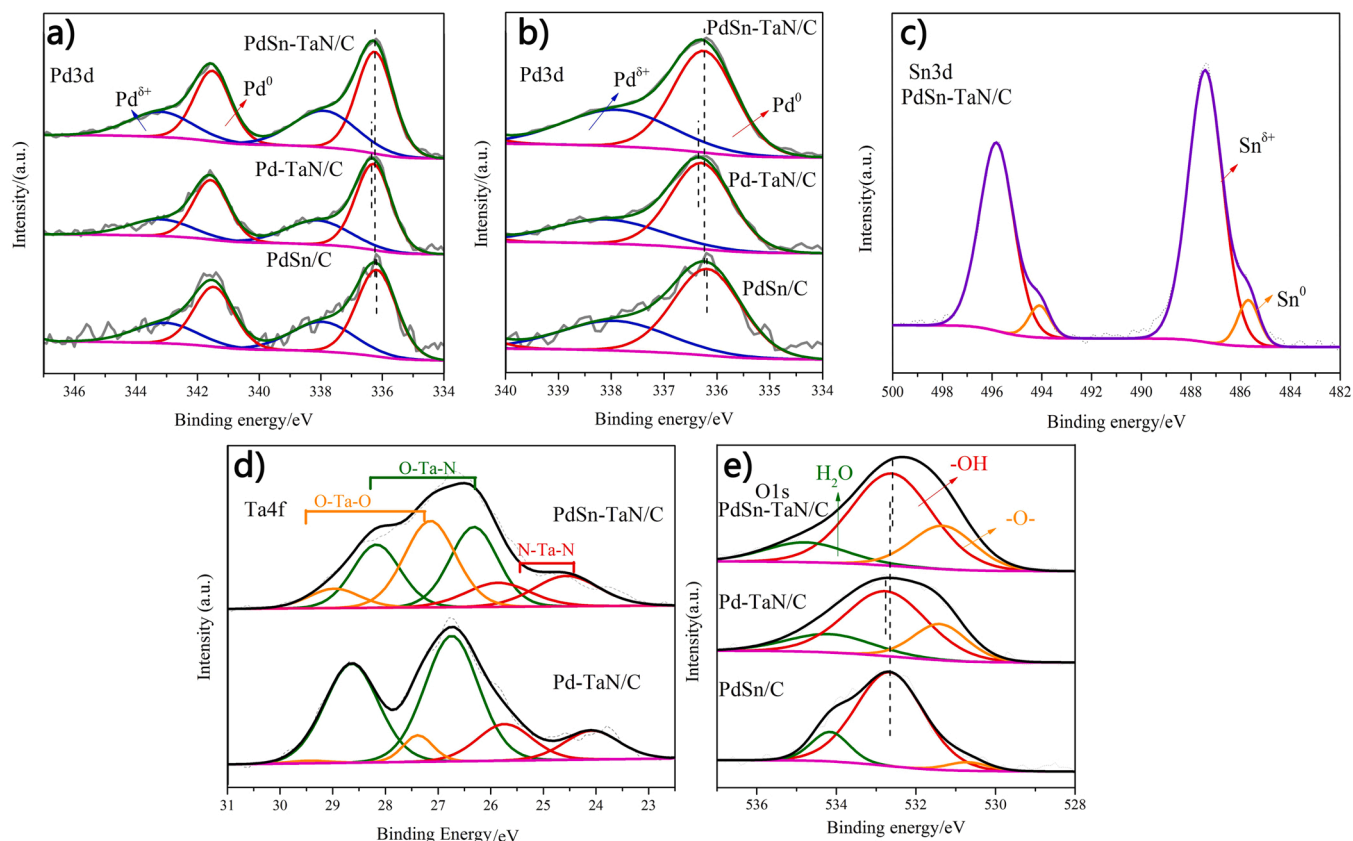 a)
PdSn-TaN/C
Pd3d
Pd^δ+
Pd^0
Pd-TaN/C
PdSn/C
Intensity/(a.u.)
346 344 342 340 338 336 334
Binding energy/eV
b)
PdSn-TaN/C
Pd3d
Pd^δ+
Pd^0
Pd-TaN/C
PdSn/C
Intensity/(a.u.)
340 339 338 337 336 335 334
Binding energy/eV
c)
Sn3d
PdSn-TaN/C
Sn^δ+
Sn^0
Intensity/(a.u.)
500 498 496 494 492 490 488 486 484 482
Binding energy/eV
d)
O-Ta-N
Ta4f
O-Ta-O
PdSn-TaN/C
N-Ta-N
Pd-TaN/C
Intensity (a.u.)
31 30 29 28 27 26 25 24 23
Binding Energy/eV
e)
H₂O
-OH
O1s
PdSn-TaN/C
-O-
Pd-TaN/C
PdSn/C
Intensity(a.u.)
536 534 532 530 528
Binding energy/eV